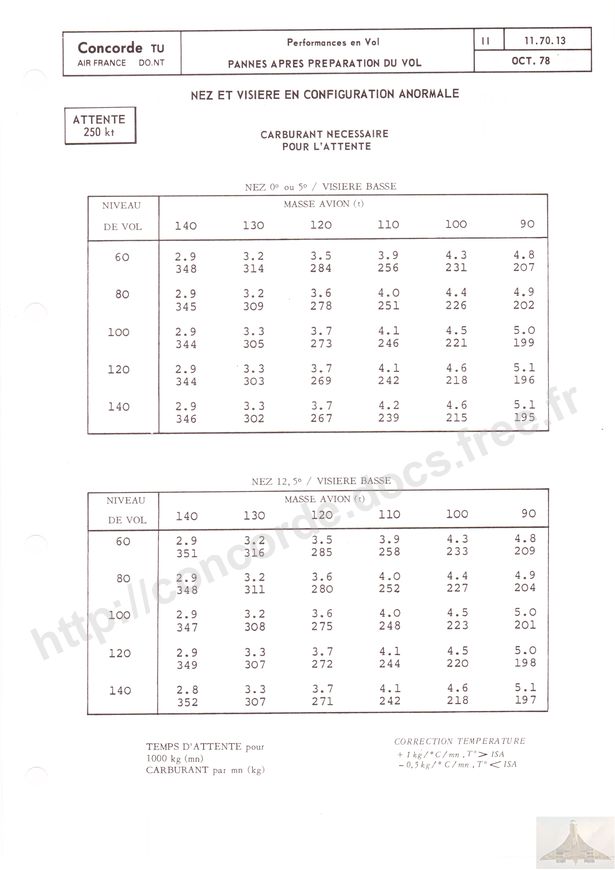 Concorde TU
AIR FRANCE DO.NT
Performances en Vol
PANNES APRES PREPARATION DU VOL
II
11.70.13
OCT. 78
NEZ ET VISIERE EN CONFIGURATION ANORMALE
ATTENTE
250 kt
CARBURANT NECESSAIRE
POUR L'ATTENTE
NEZ 0° ou 5° / VISIERE BASSE
NIVEAU MASSE AVION (t)
DE VOL 140 130 120 110 100 90
60 2.9 3.2 3.5 3.9 4.3 4.8
348 314 284 256 231 207
80 2.9 3.2 3.6 4.0 4.4 4.9
345 309 278 251 226 202
100 2.9 3.3 3.7 4.1 4.5 5.0
344 305 273 246 221 199
120 2.9 3.3 3.7 4.1 4.6 5.1
344 303 269 242 218 196
140 2.9 3.3 3.7 4.2 4.6 5.1
346 302 267 239 215 195
NEZ 12,5° / VISIERE BASSE
NIVEAU MASSE AVION (t)
DE VOL 140 130 120 110 100 90
60 2.9 3.2 3.5 3.9 4.3 4.8
351 316 285 258 233 209
80 2.9 3.2 3.6 4.0 4.4 4.9
348 311 280 252 227 204
100 2.9 3.2 3.6 4.0 4.5 5.0
347 308 275 248 223 201
120 2.9 3.3 3.7 4.1 4.5 5.0
349 307 272 244 220 198
140 2.8 3.3 3.7 4.1 4.6 5.1
352 307 271 242 218 197
TEMPS D'ATTENTE pour
1000 kg (mn)
CARBURANT par mn (kg)
CORRECTION TEMPERATURE
+ 1 kg/°C/mn, T° > ISA
- 0,5 kg/°C/mn, T° < ISA
http://concorde.docs.free.fr